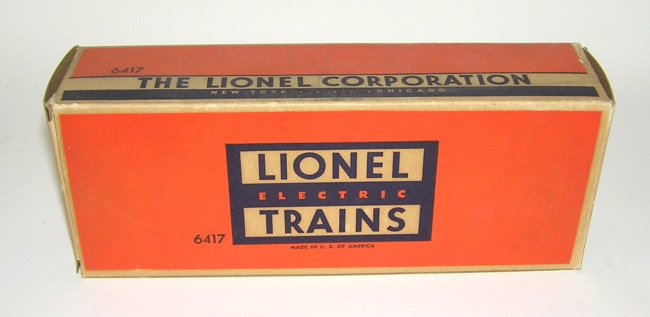 6417
THE LIONEL CORPORATION
NEW YORK . . . . . CHICAGO
LIONEL
ELECTRIC
TRAINS
6417
MADE IN U. S. OF AMERICA